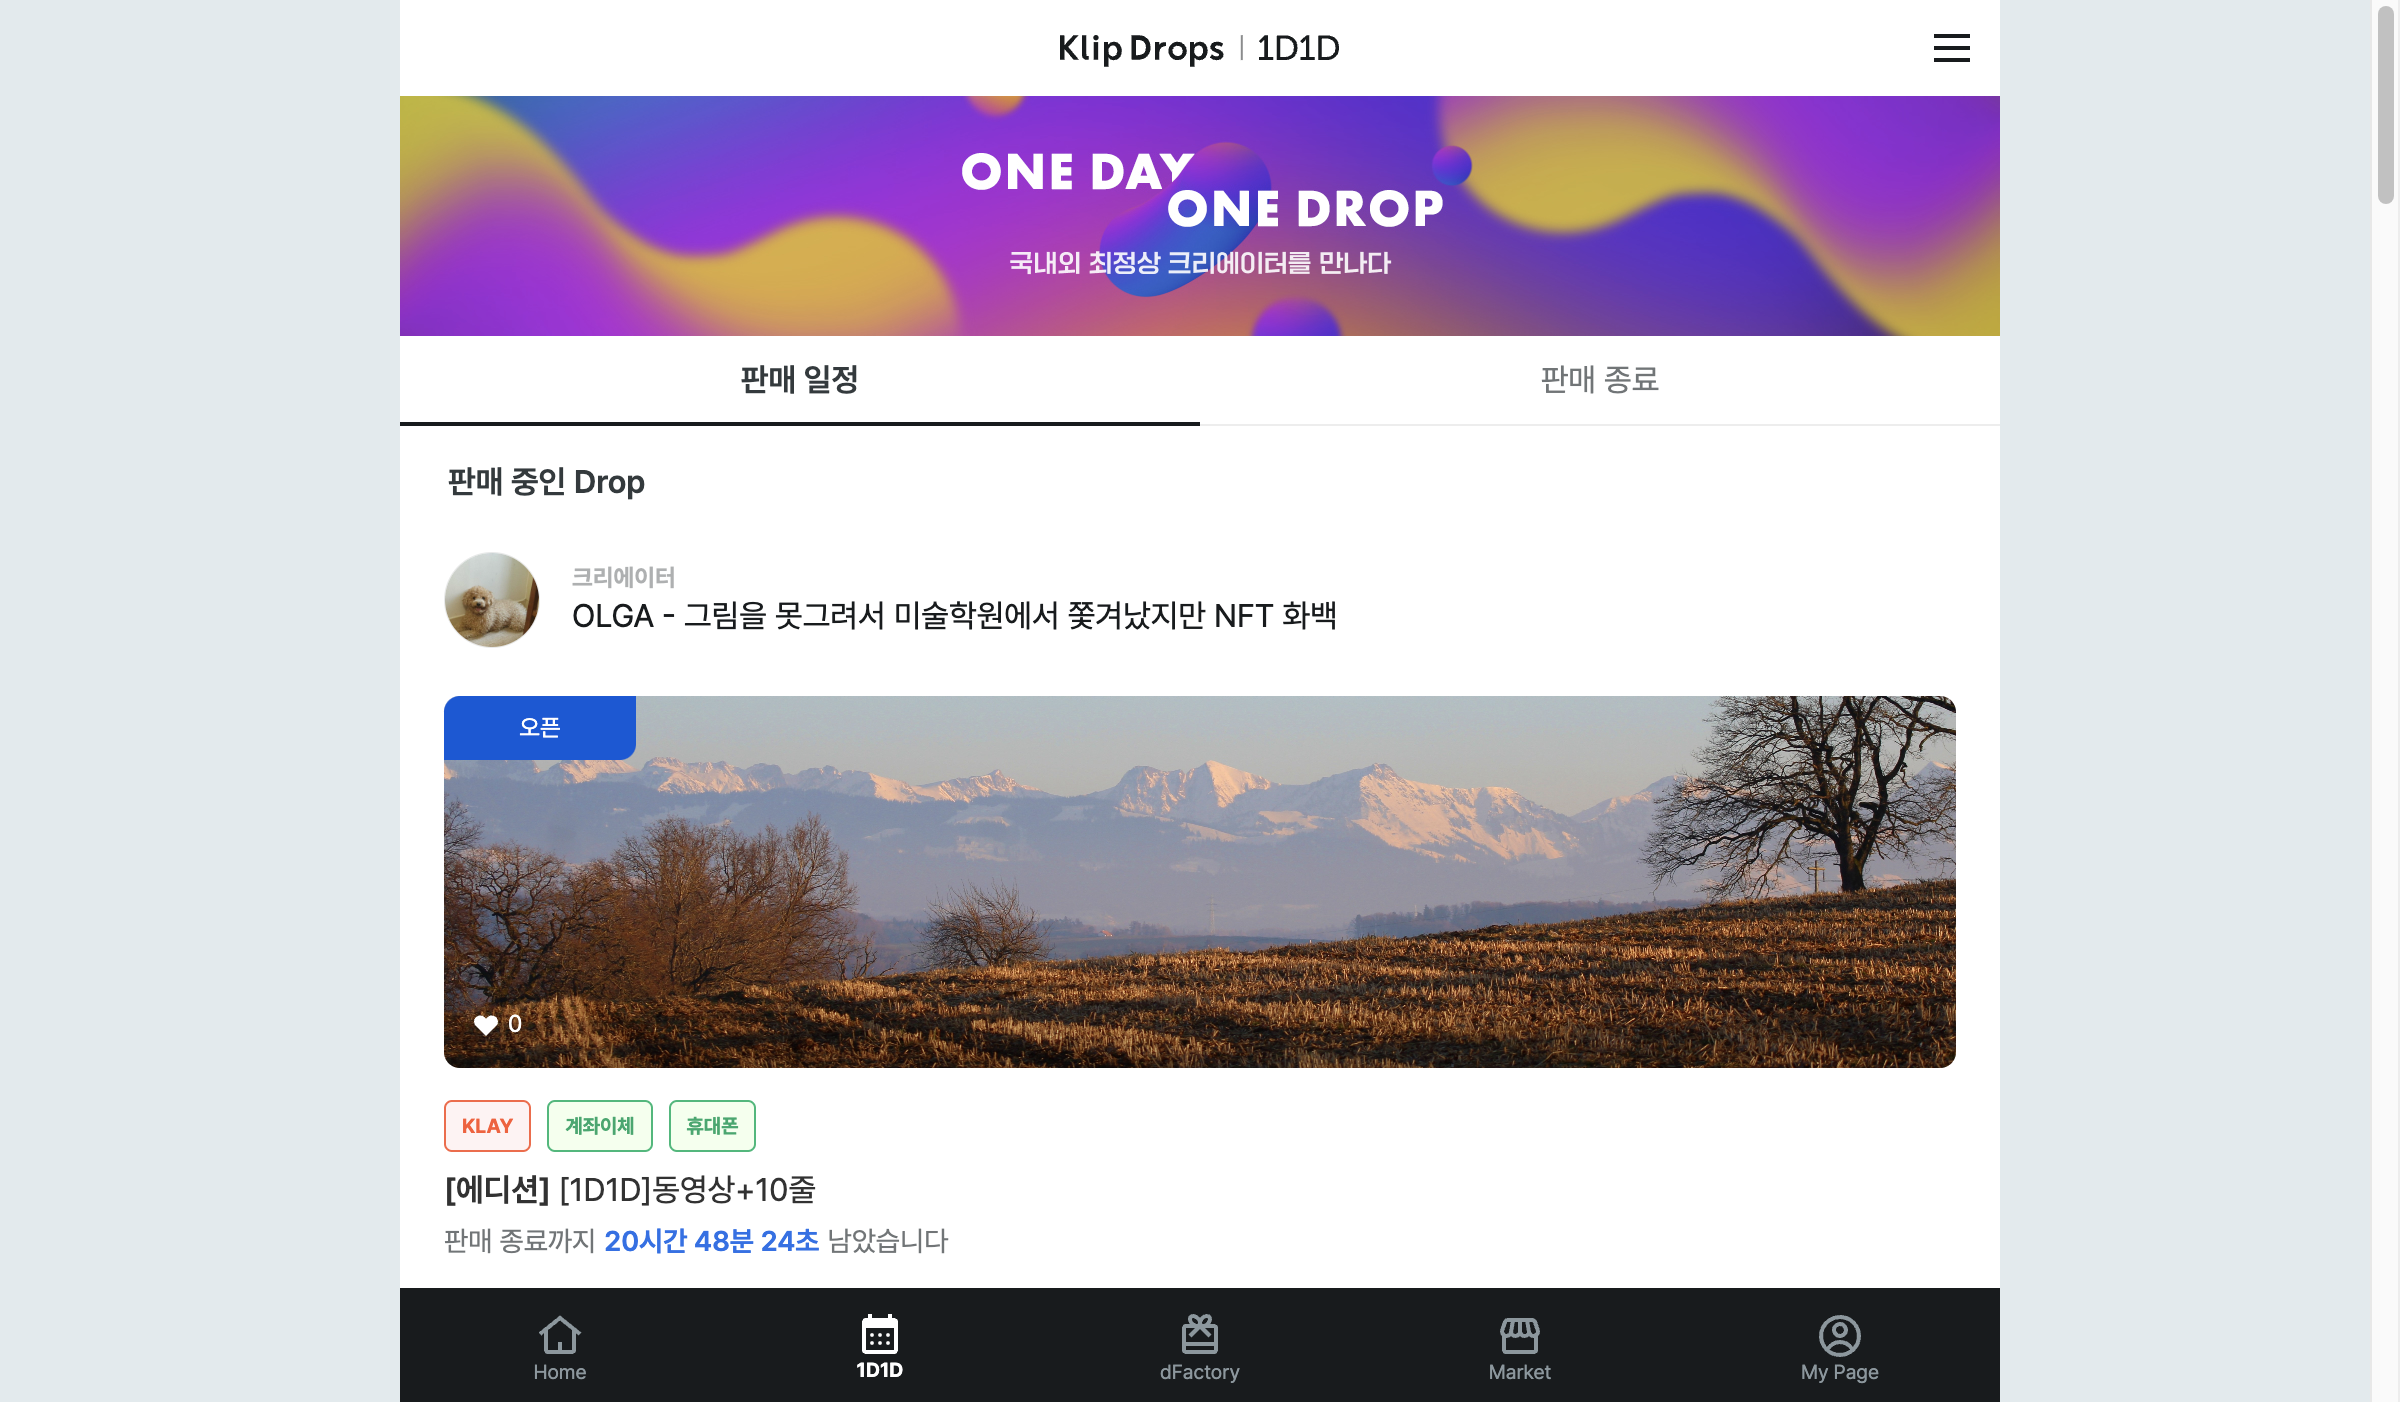 Klip Drops | 1D1D
ONE DAY
ONE DROP
국내외 최정상 크리에이터를 만나다
판매 일정
판매 종료
판매 중인 Drop
크리에이터
OLGA - 그림을 못그려서 미술학원에서 쫓겨났지만 NFT 화백
오픈
0
KLAY
계좌이체
휴대폰
[에디션] [1D1D]동영상+10줄
판매 종료까지 20시간 48분 24초 남았습니다
Home
1D1D
dFactory
Market
My Page